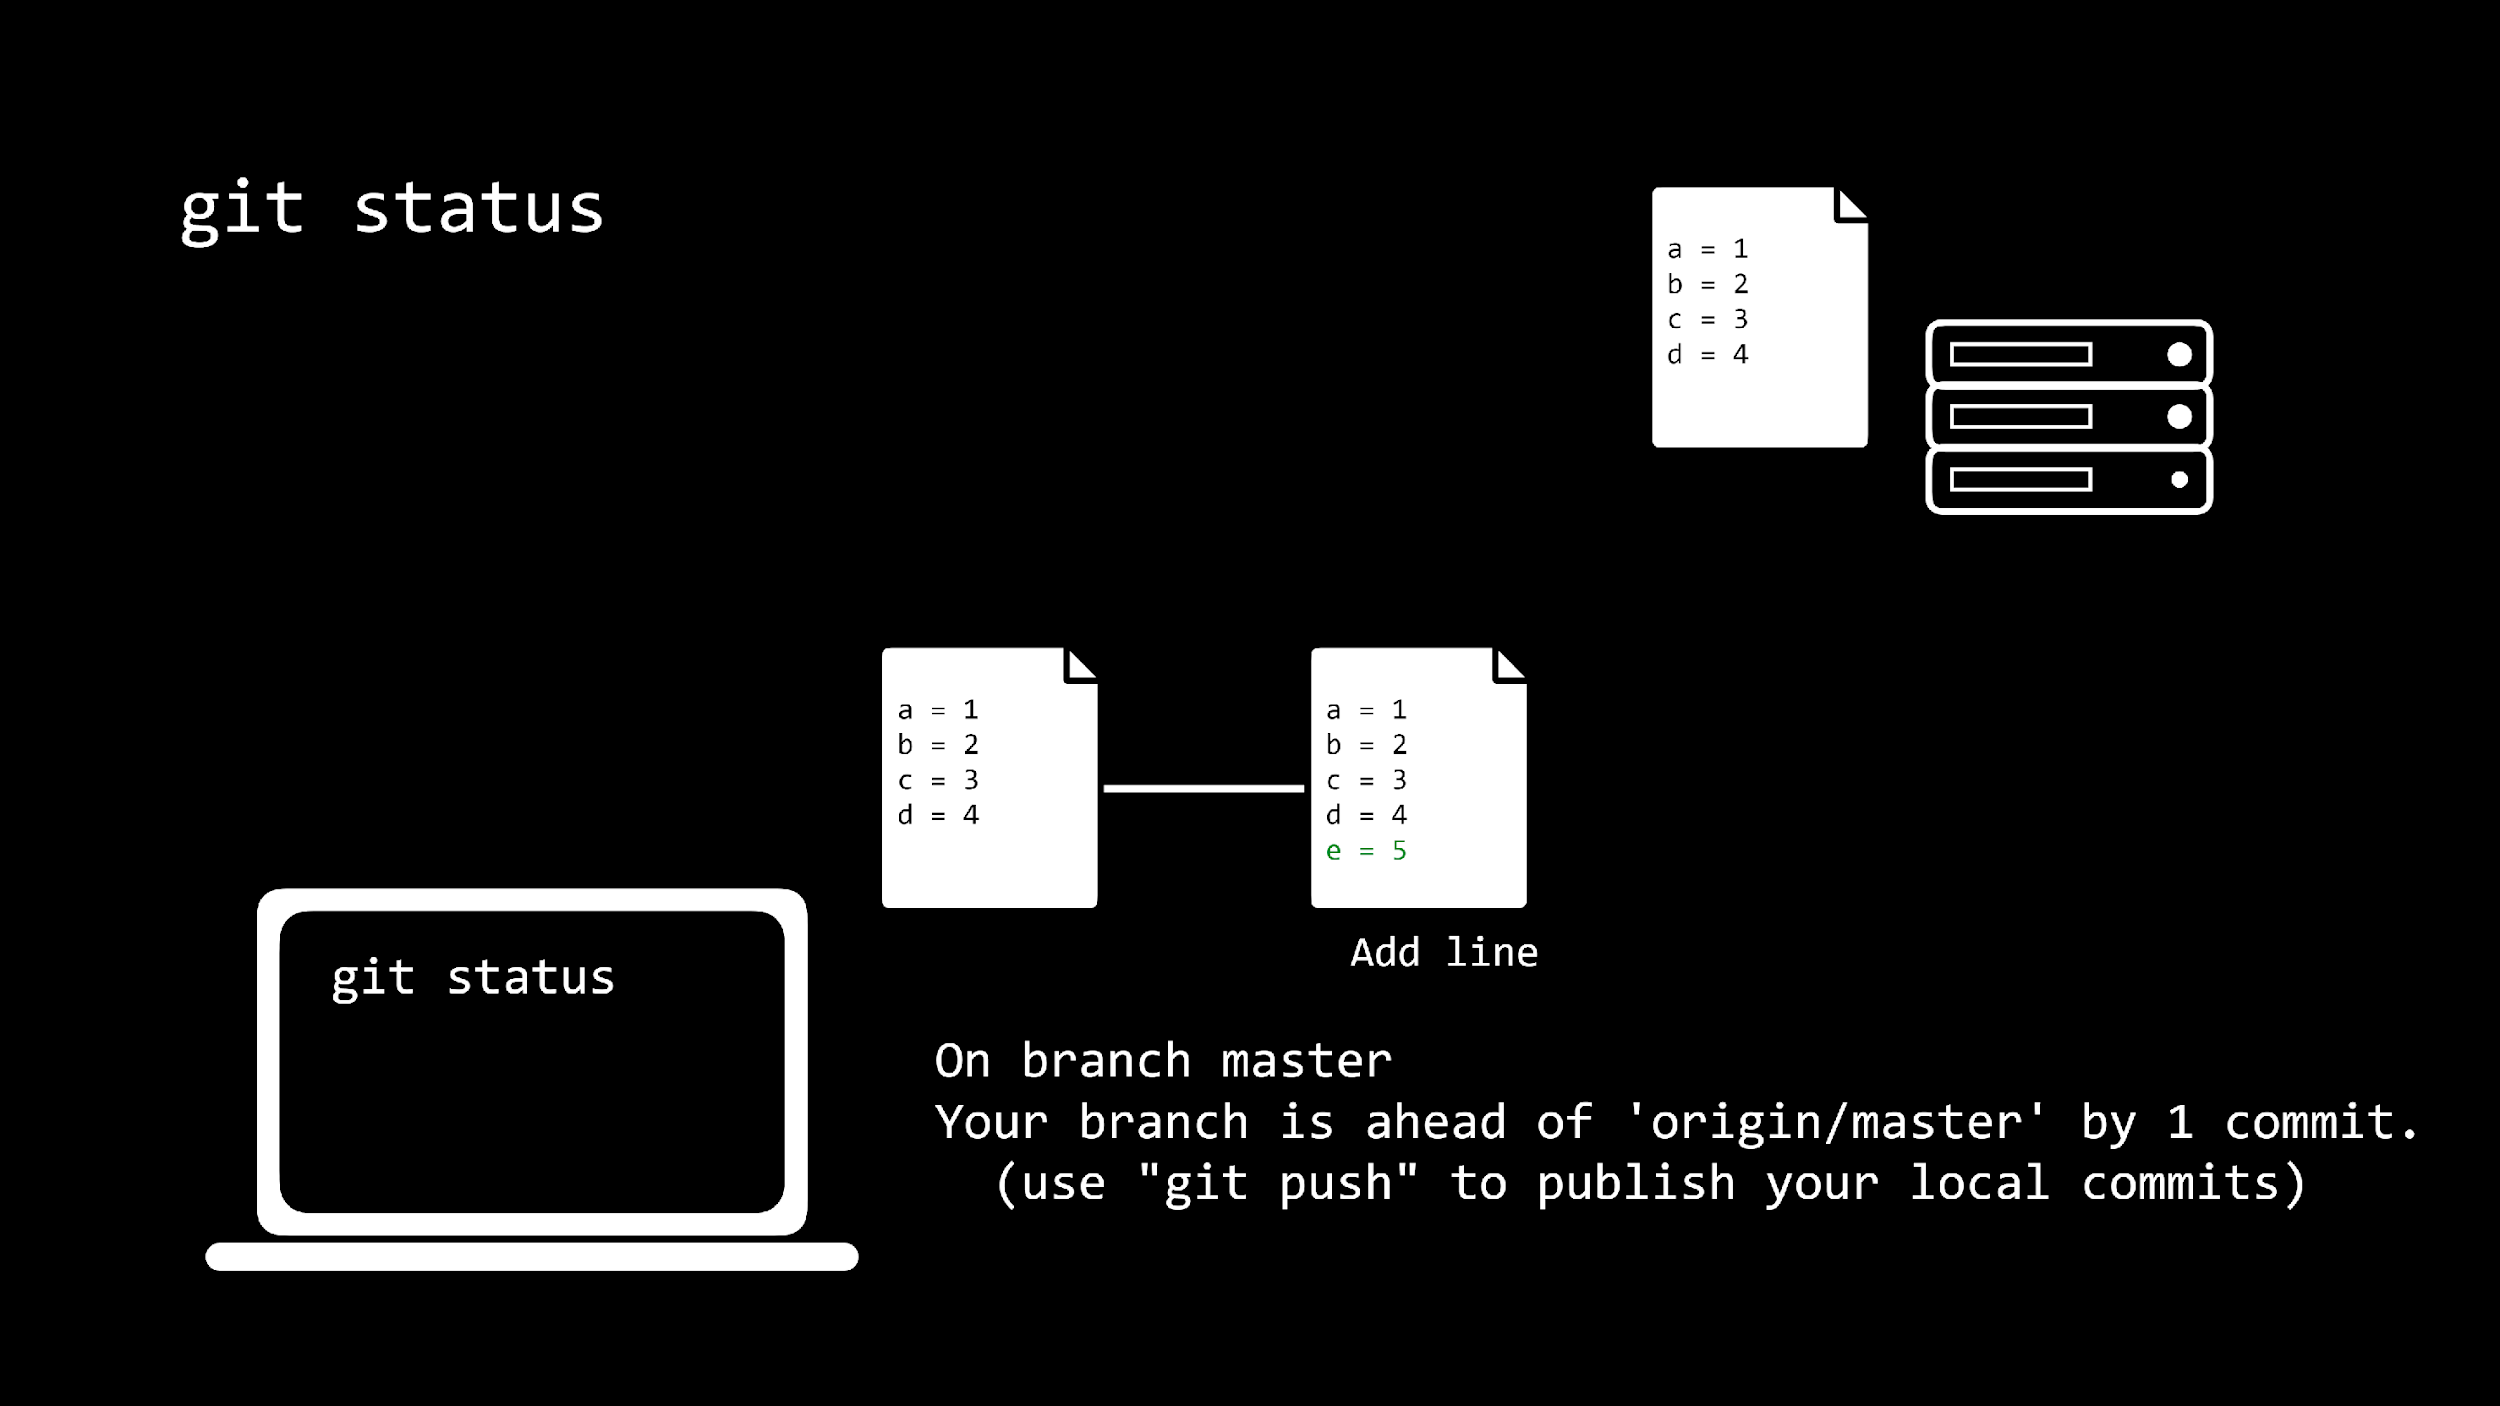 git status
a = 1
b = 2
c = 3
d = 4
a = 1
b = 2
c = 3
d = 4
a = 1
b = 2
c = 3
d = 4
e = 5
Add line
git status
On branch master
Your branch is ahead of 'origin/master' by 1 commit.
(use "git push" to publish your local commits)